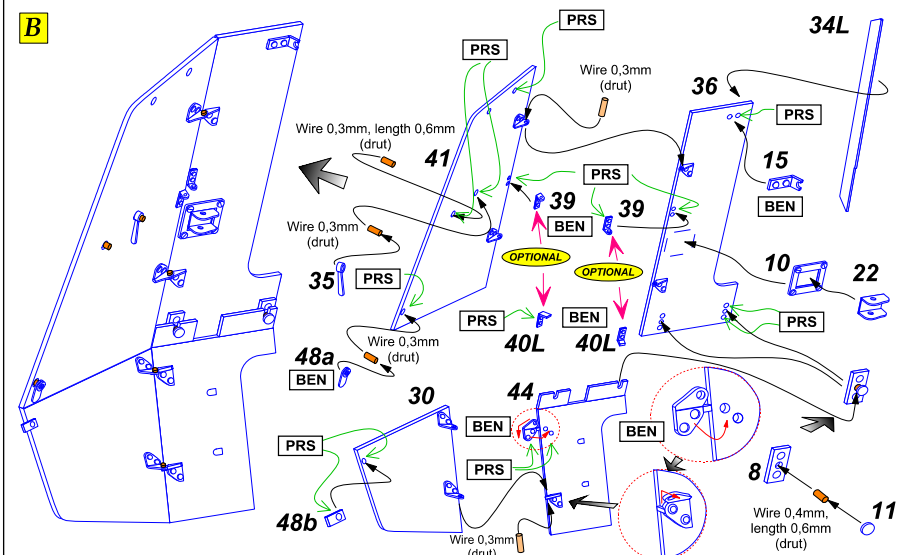 B
PRS
34L
PRS
Wire 0,3mm
(drut)
36
PRS
Wire 0,3mm, length 0,6mm
(drut)
41
15
BEN
PRS
39
39
BEN
Wire 0,3mm
(drut)
OPTIONAL
OPTIONAL
10
22
35
PRS
PRS
BEN
PRS
40L
40L
Wire 0,3mm
(drut)
48a
BEN
30
44
BEN
BEN
PRS
PRS
8
48b
Wire 0,4mm,
length 0,6mm
(drut)
11
Wire 0,3mm
(drut)